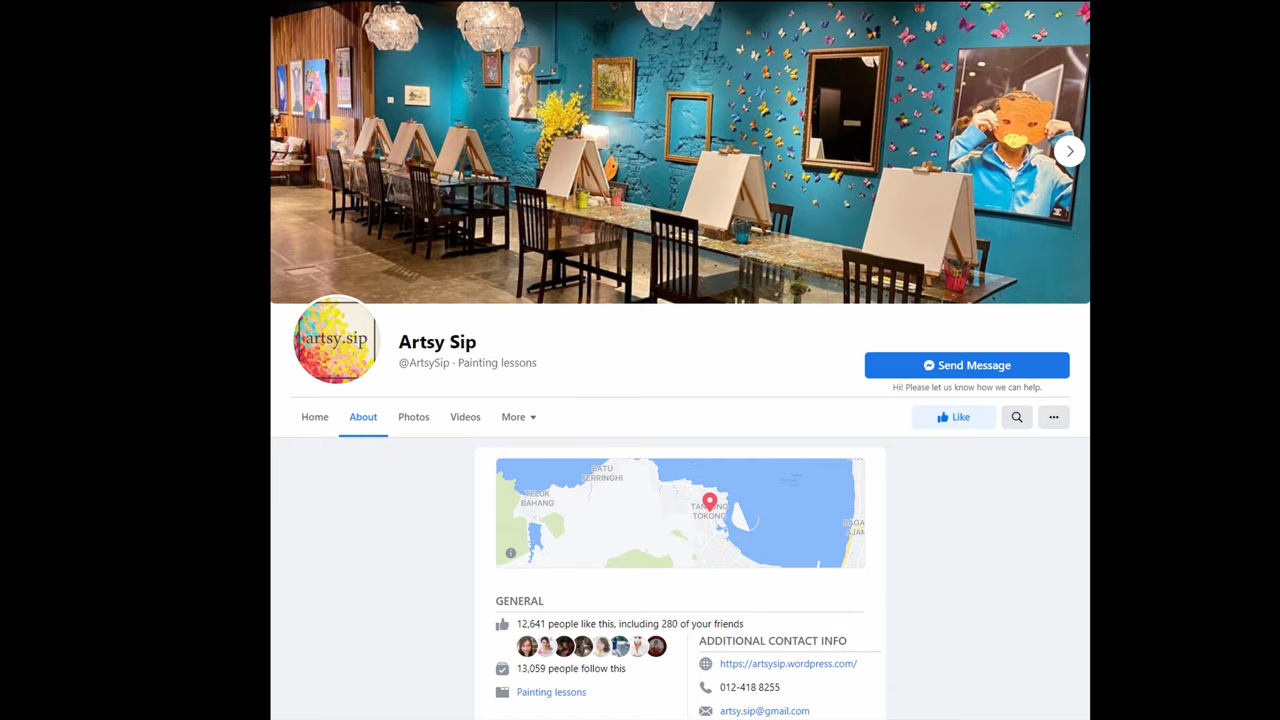 artsy.sip
Artsy Sip
@ArtsySip · Painting lessons
Send Message
Hi! Please let us know how we can help.
Home
About
Photos
Videos
More
Like
BATU
FERRINGHI
TELUK
BAHANG
TANJUNG
TOKONG
GENERAL
12,641 people like this, including 280 of your friends
13,059 people follow this
Painting lessons
ADDITIONAL CONTACT INFO
https://artsysip.wordpress.com/
012-418 8255
artsy.sip@gmail.com